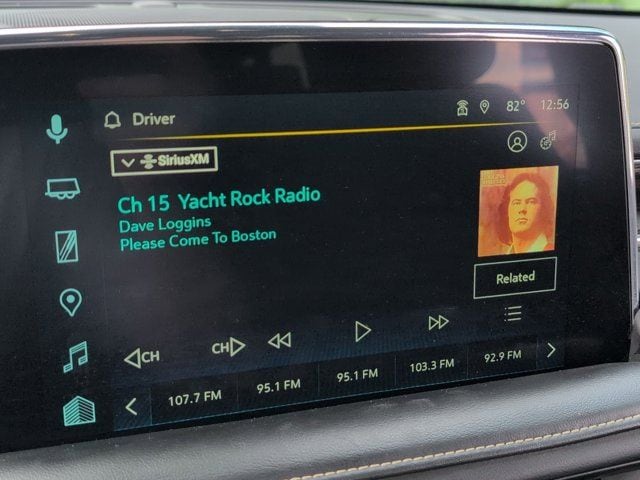 Driver
82° 12:56
SiriusXM
Ch 15 Yacht Rock Radio
Dave Loggins
Please Come To Boston
Related
CH CH
107.7 FM 95.1 FM 95.1 FM 103.3 FM 92.9 FM